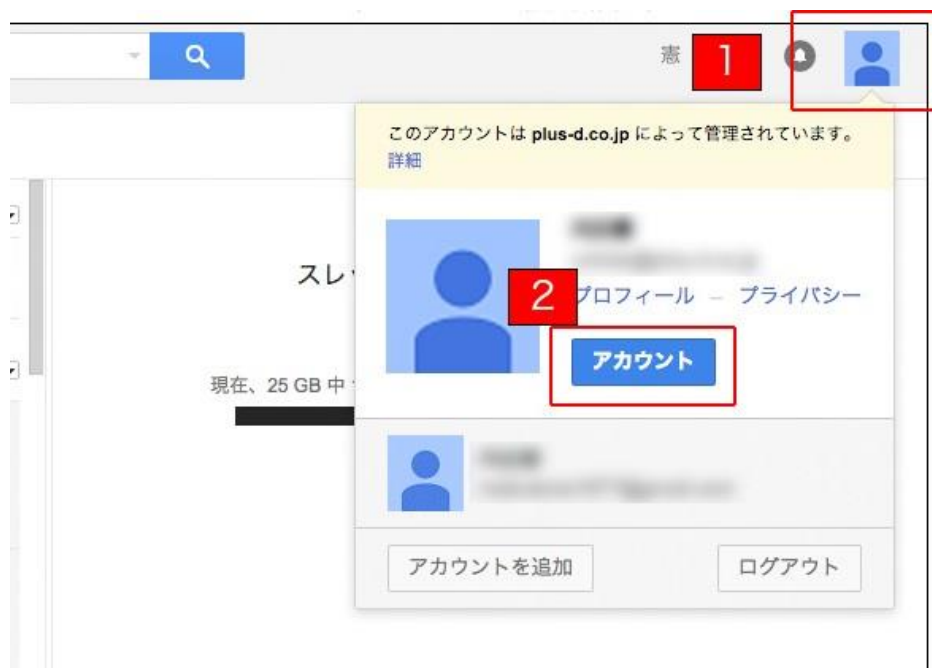 憲
1
このアカウントは plus-d.co.jp によって管理されています。
詳細
スレッ
2
プロフィール – プライバシー
アカウント
現在、25 GB 中
アカウントを追加
ログアウト